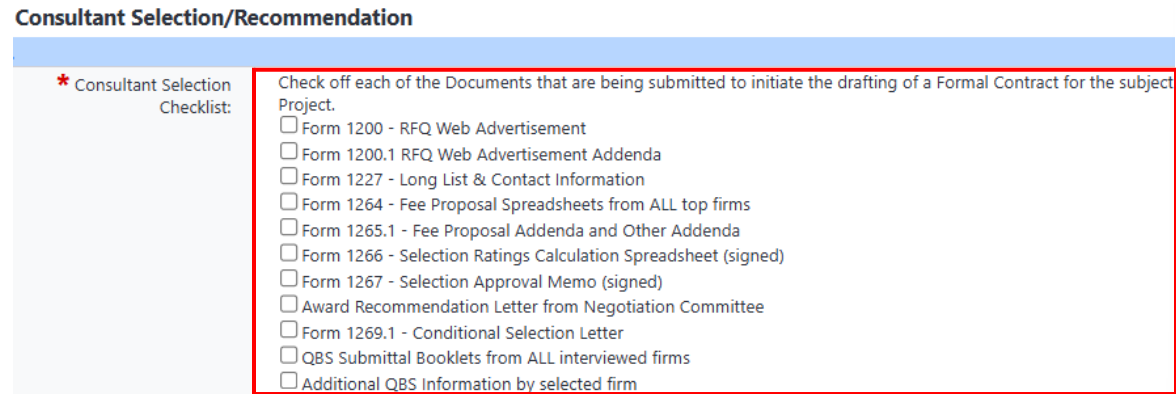 Consultant Selection/Recommendation
* Consultant Selection
Checklist:
Check off each of the Documents that are being submitted to initiate the drafting of a Formal Contract for the subject
Project.
Form 1200 - RFQ Web Advertisement
Form 1200.1 RFQ Web Advertisement Addenda
Form 1227 - Long List & Contact Information
Form 1264 - Fee Proposal Spreadsheets from ALL top firms
Form 1265.1 - Fee Proposal Addenda and Other Addenda
Form 1266 - Selection Ratings Calculation Spreadsheet (signed)
Form 1267 - Selection Approval Memo (signed)
Award Recommendation Letter from Negotiation Committee
Form 1269.1 - Conditional Selection Letter
QBS Submittal Booklets from ALL interviewed firms
Additional QBS Information by selected firm